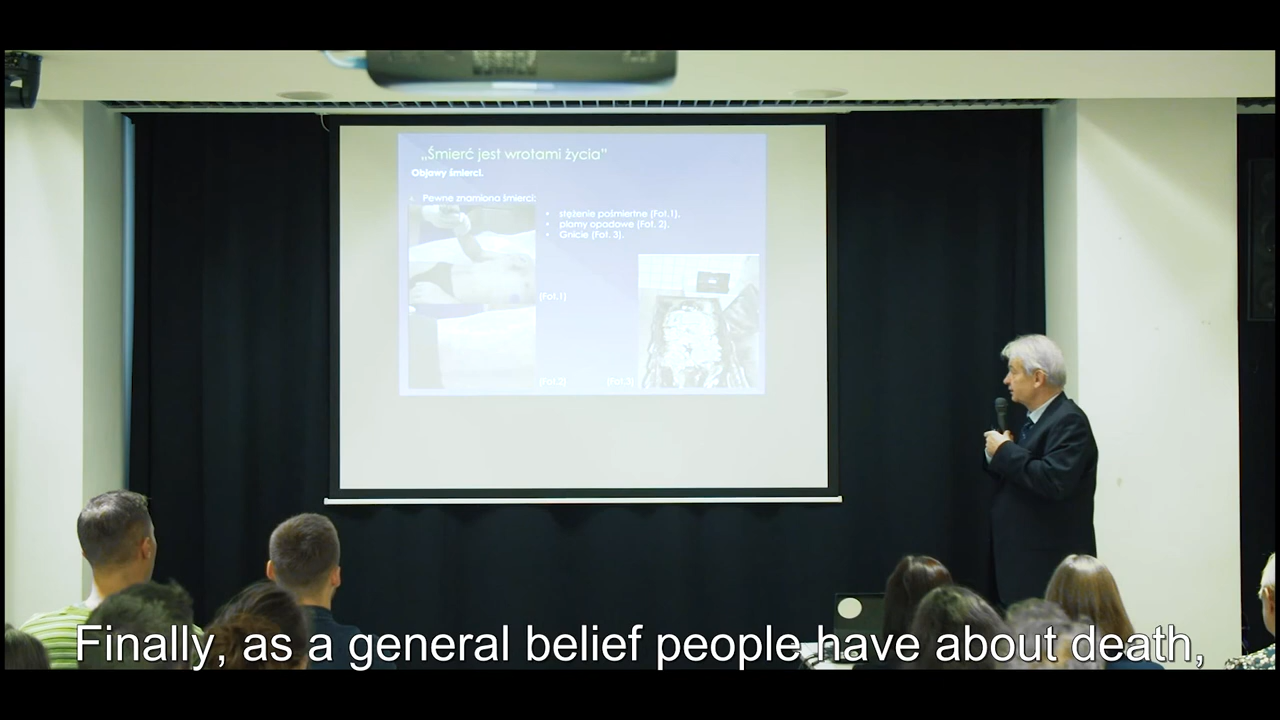 „Śmierć jest wrotami życia”
Objawy śmierci.
Pewne znamiona śmierci:
• stężenie pośmiertne (Fot.1),
• plamy opadowe (Fot. 2),
• Gnicie (Fot. 3).
(Fot.1)
(Fot.2) (Fot.3)
Finally, as a general belief people have about death,